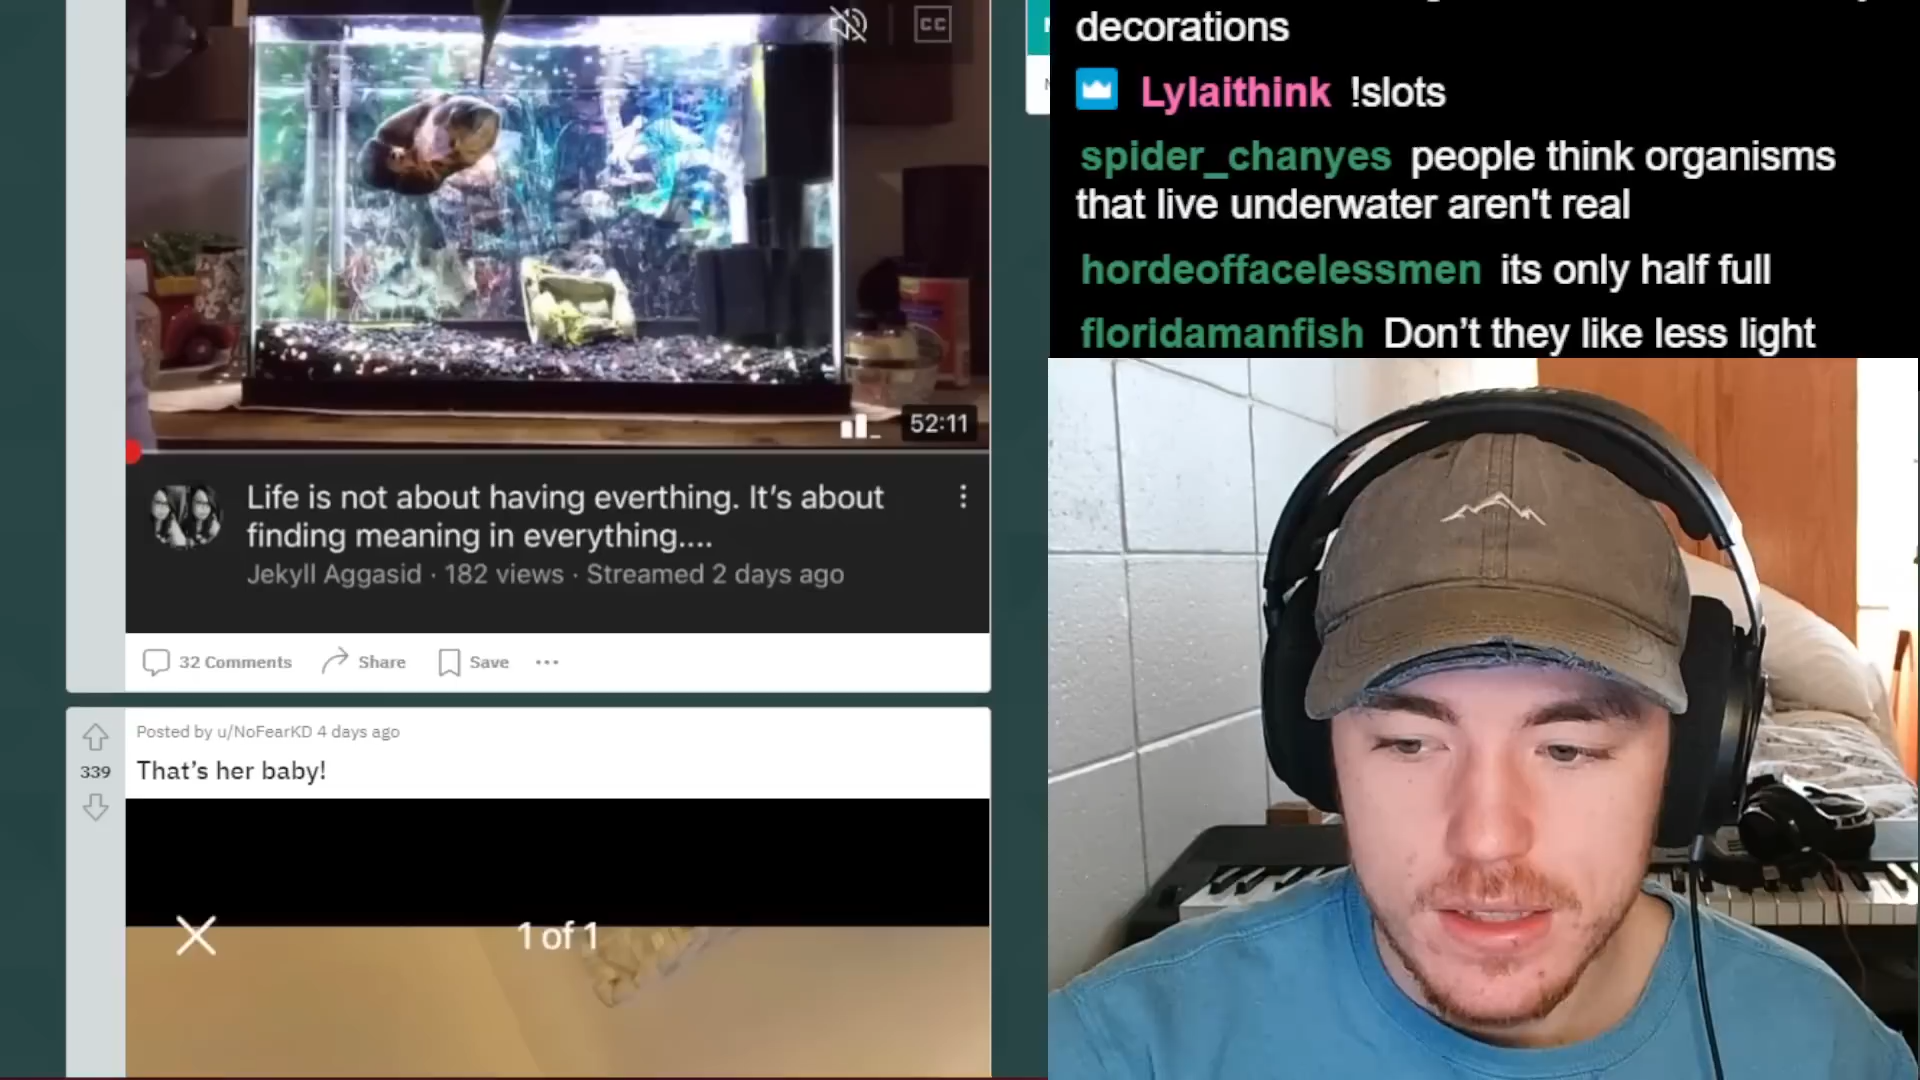 CC
52:11
Life is not about having everthing. It's about
finding meaning in everything....
Jekyll Aggasid · 182 views · Streamed 2 days ago
32 Comments Share Save
Posted by u/NoFearKD 4 days ago
339
That's her baby!
1 of 1
decorations
Lylaithink !slots
spider_chanyes people think organisms
that live underwater aren't real
hordeoffacelessmen its only half full
floridamanfish Don't they like less light